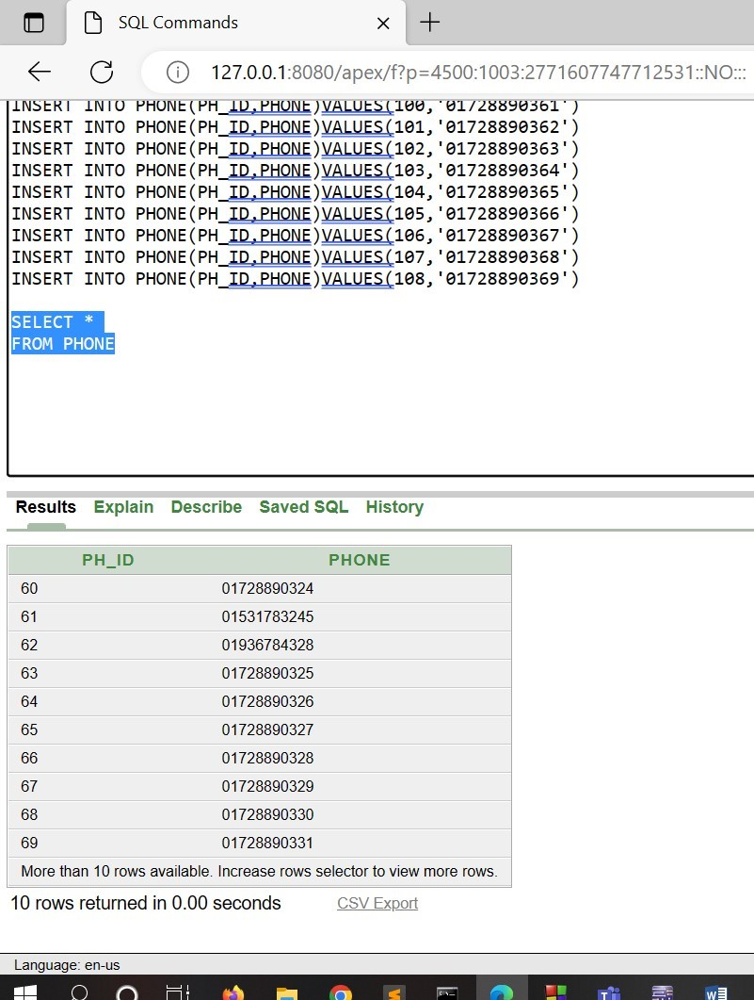 SQL Commands
127.0.0.1:8080/apex/f?p=4500:1003:2771607747712531::NO:::
INSERT INTO PHONE(PH_ID,PHONE)VALUES(100,'01728890361')
INSERT INTO PHONE(PH_ID,PHONE)VALUES(101,'01728890362')
INSERT INTO PHONE(PH_ID,PHONE)VALUES(102,'01728890363')
INSERT INTO PHONE(PH_ID,PHONE)VALUES(103,'01728890364')
INSERT INTO PHONE(PH_ID,PHONE)VALUES(104,'01728890365')
INSERT INTO PHONE(PH_ID,PHONE)VALUES(105,'01728890366')
INSERT INTO PHONE(PH_ID,PHONE)VALUES(106,'01728890367')
INSERT INTO PHONE(PH_ID,PHONE)VALUES(107,'01728890368')
INSERT INTO PHONE(PH_ID,PHONE)VALUES(108,'01728890369')
SELECT *
FROM PHONE
Results Explain Describe Saved SQL History
PH_ID PHONE
60 01728890324
61 01531783245
62 01936784328
63 01728890325
64 01728890326
65 01728890327
66 01728890328
67 01728890329
68 01728890330
69 01728890331
More than 10 rows available. Increase rows selector to view more rows.
10 rows returned in 0.00 seconds CSV Export
Language: en-us